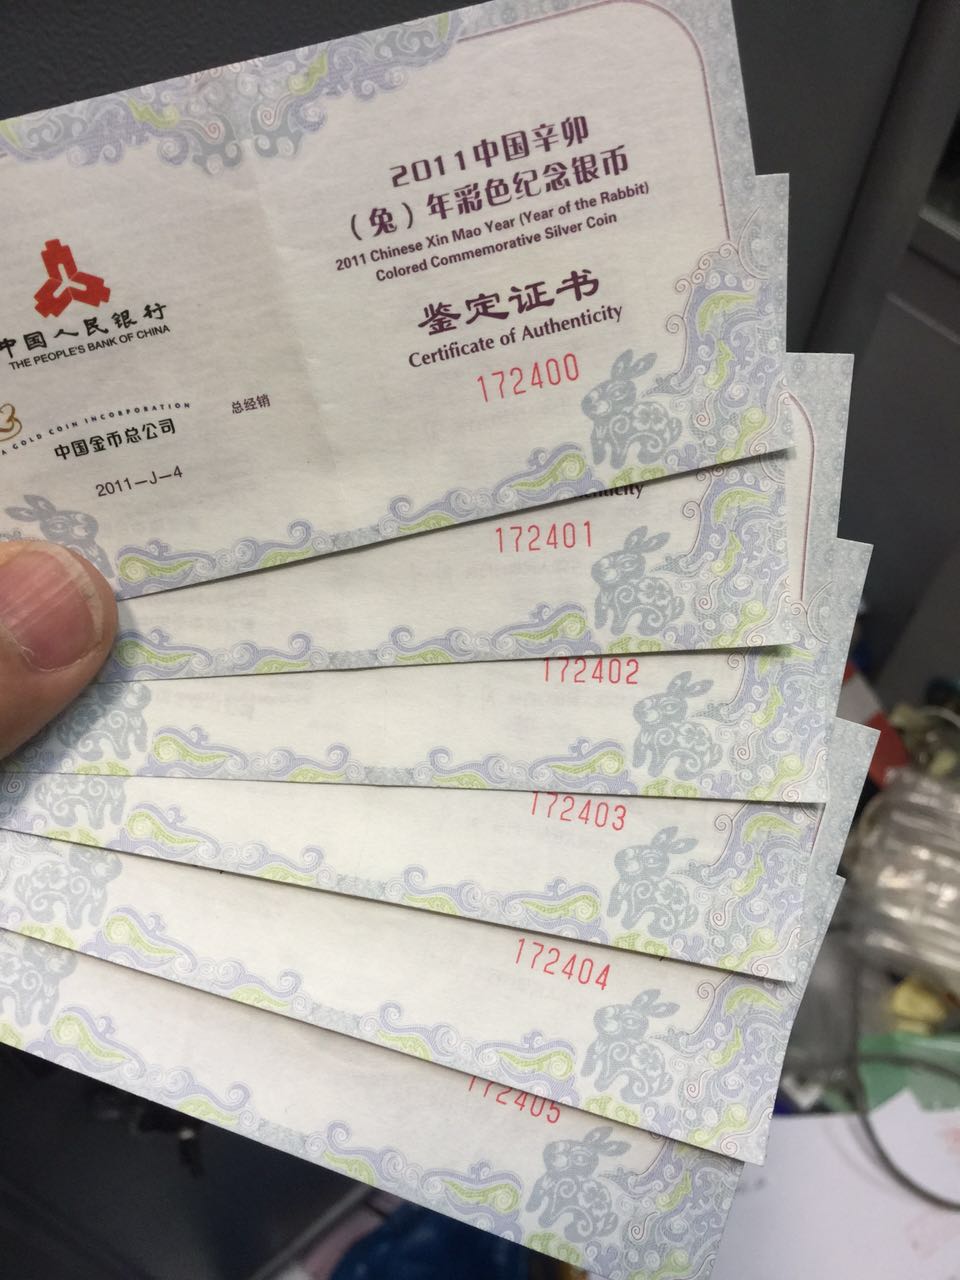 2011中国辛卯
（兔）年彩色纪念银币
2011 Chinese Xin Mao Year (Year of the Rabbit)
Colored Commemorative Silver Coin
鉴定证书
Certificate of Authenticity
172400
中国人民银行
THE PEOPLE'S BANK OF CHINA
A GOLD COIN INCORPORATION
中国金币总公司
总经销
2011-J-4
172401
172402
172403
172404
172405